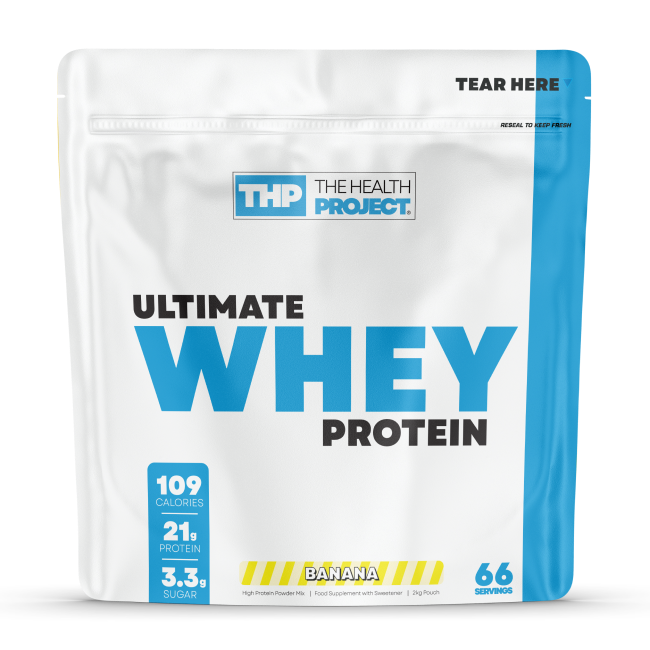 TEAR HERE
RESEAL TO KEEP FRESH
THP THE HEALTH
PROJECT®
ULTIMATE
WHEY
PROTEIN
109
CALORIES
21g
PROTEIN
3.3g
SUGAR
BANANA
High Protein Powder Mix | Food Supplement with Sweetener | 2kg Pouch
66
SERVINGS